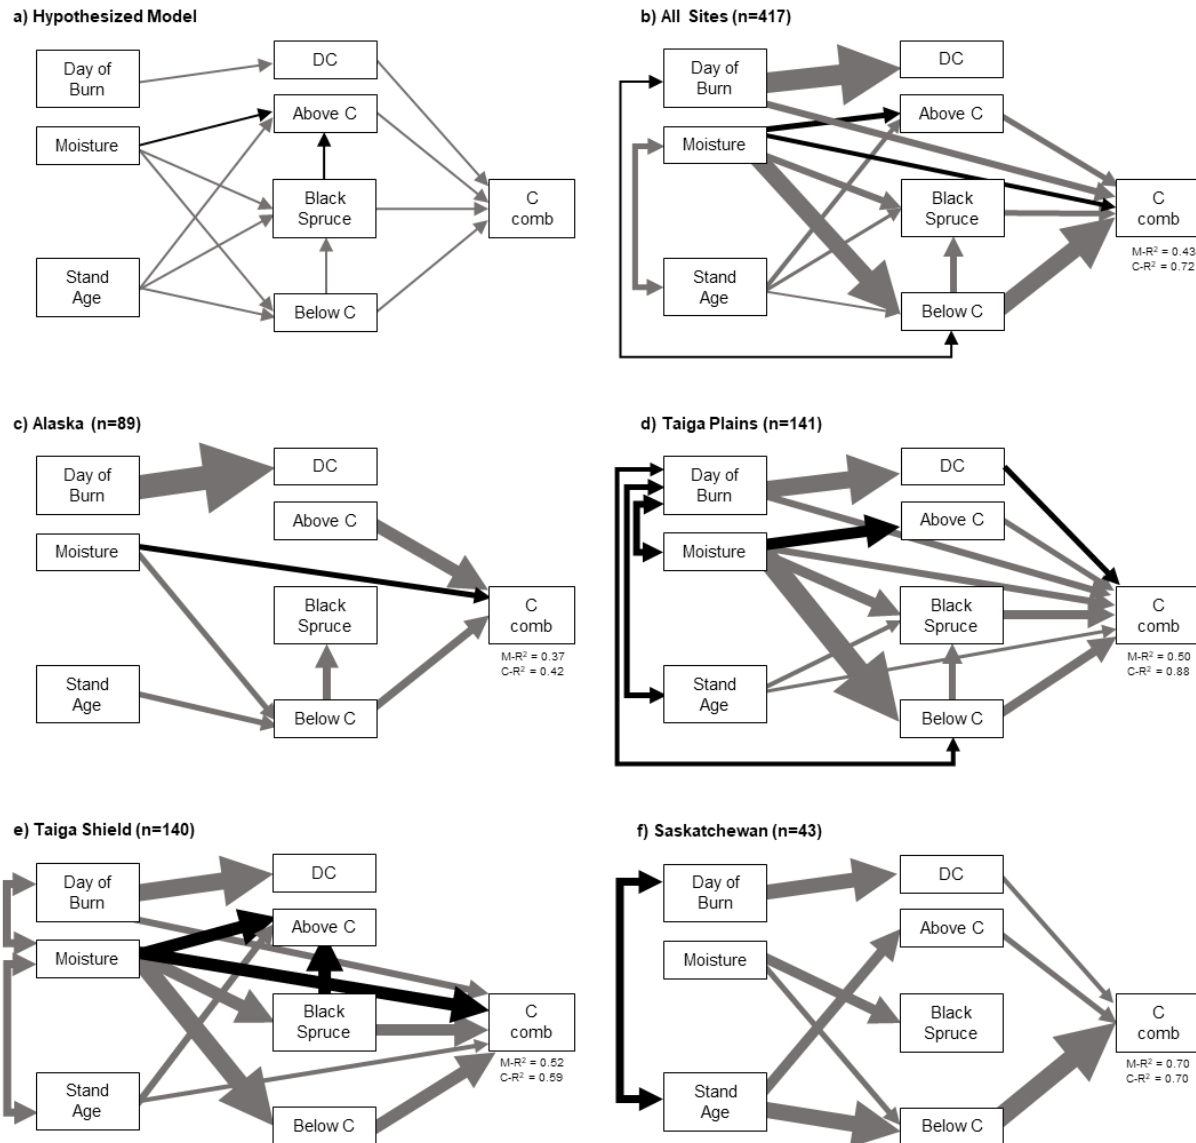 a) Hypothesized Model
Day of
Burn
DC
Above C
Moisture
Black
Spruce
C
comb
Stand
Age
Below C
b) All Sites (n=417)
Day of
Burn
DC
Above C
Moisture
Black
Spruce
C
comb
M-R² = 0.43
C-R² = 0.72
Stand
Age
Below C
c) Alaska (n=89)
Day of
Burn
DC
Above C
Moisture
Black
Spruce
C
comb
M-R² = 0.37
C-R² = 0.42
Stand
Age
Below C
d) Taiga Plains (n=141)
Day of
Burn
DC
Above C
Moisture
Black
Spruce
C
comb
M-R² = 0.50
C-R² = 0.88
Stand
Age
Below C
e) Taiga Shield (n=140)
Day of
Burn
DC
Above C
Moisture
Black
Spruce
C
comb
M-R² = 0.52
C-R² = 0.59
Stand
Age
Below C
f) Saskatchewan (n=43)
Day of
Burn
DC
Above C
Moisture
Black
Spruce
C
comb
M-R² = 0.70
C-R² = 0.70
Stand
Age
Below C